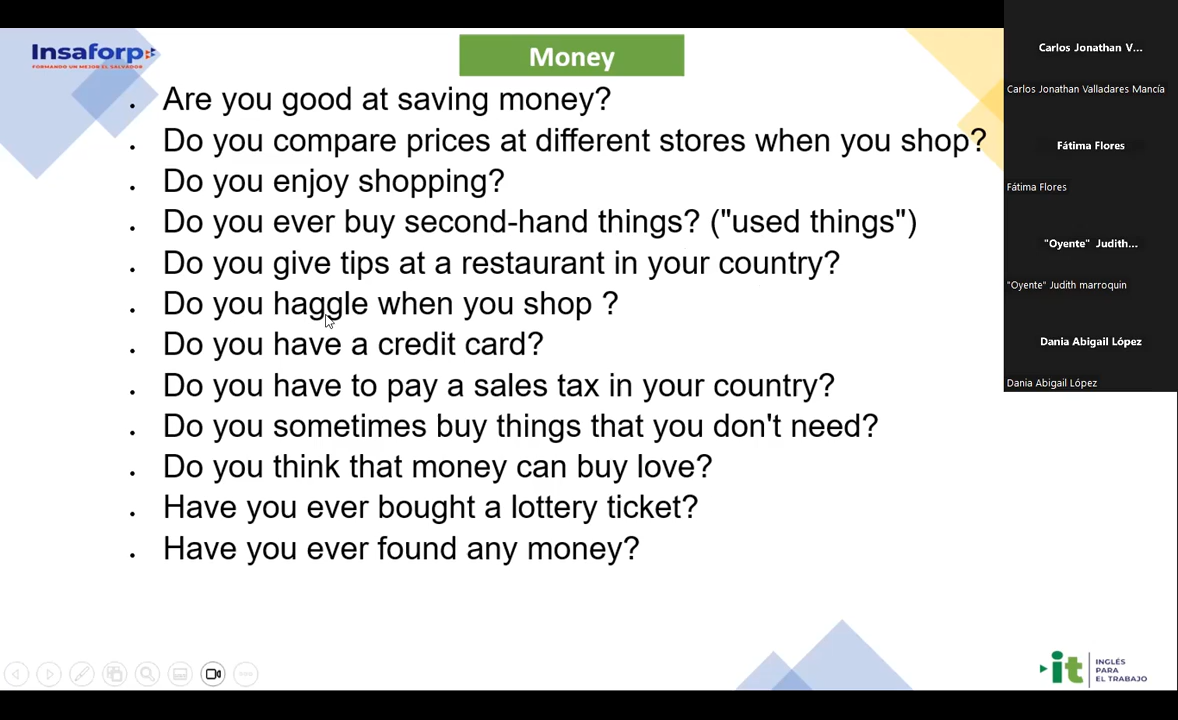 Insaforp
FORMANDO UN MEJOR EL SALVADOR
Money
• Are you good at saving money?
• Do you compare prices at different stores when you shop?
• Do you enjoy shopping?
• Do you ever buy second-hand things? ("used things")
• Do you give tips at a restaurant in your country?
• Do you haggle when you shop ?
• Do you have a credit card?
• Do you have to pay a sales tax in your country?
• Do you sometimes buy things that you don't need?
• Do you think that money can buy love?
• Have you ever bought a lottery ticket?
• Have you ever found any money?
Carlos Jonathan V...
Carlos Jonathan Valladares Mancía
Fátima Flores
Fátima Flores
"Oyente" Judith...
"Oyente" Judith marroquin
Dania Abigail López
Dania Abigail López
it
INGLÉS
PARA
EL TRABAJO